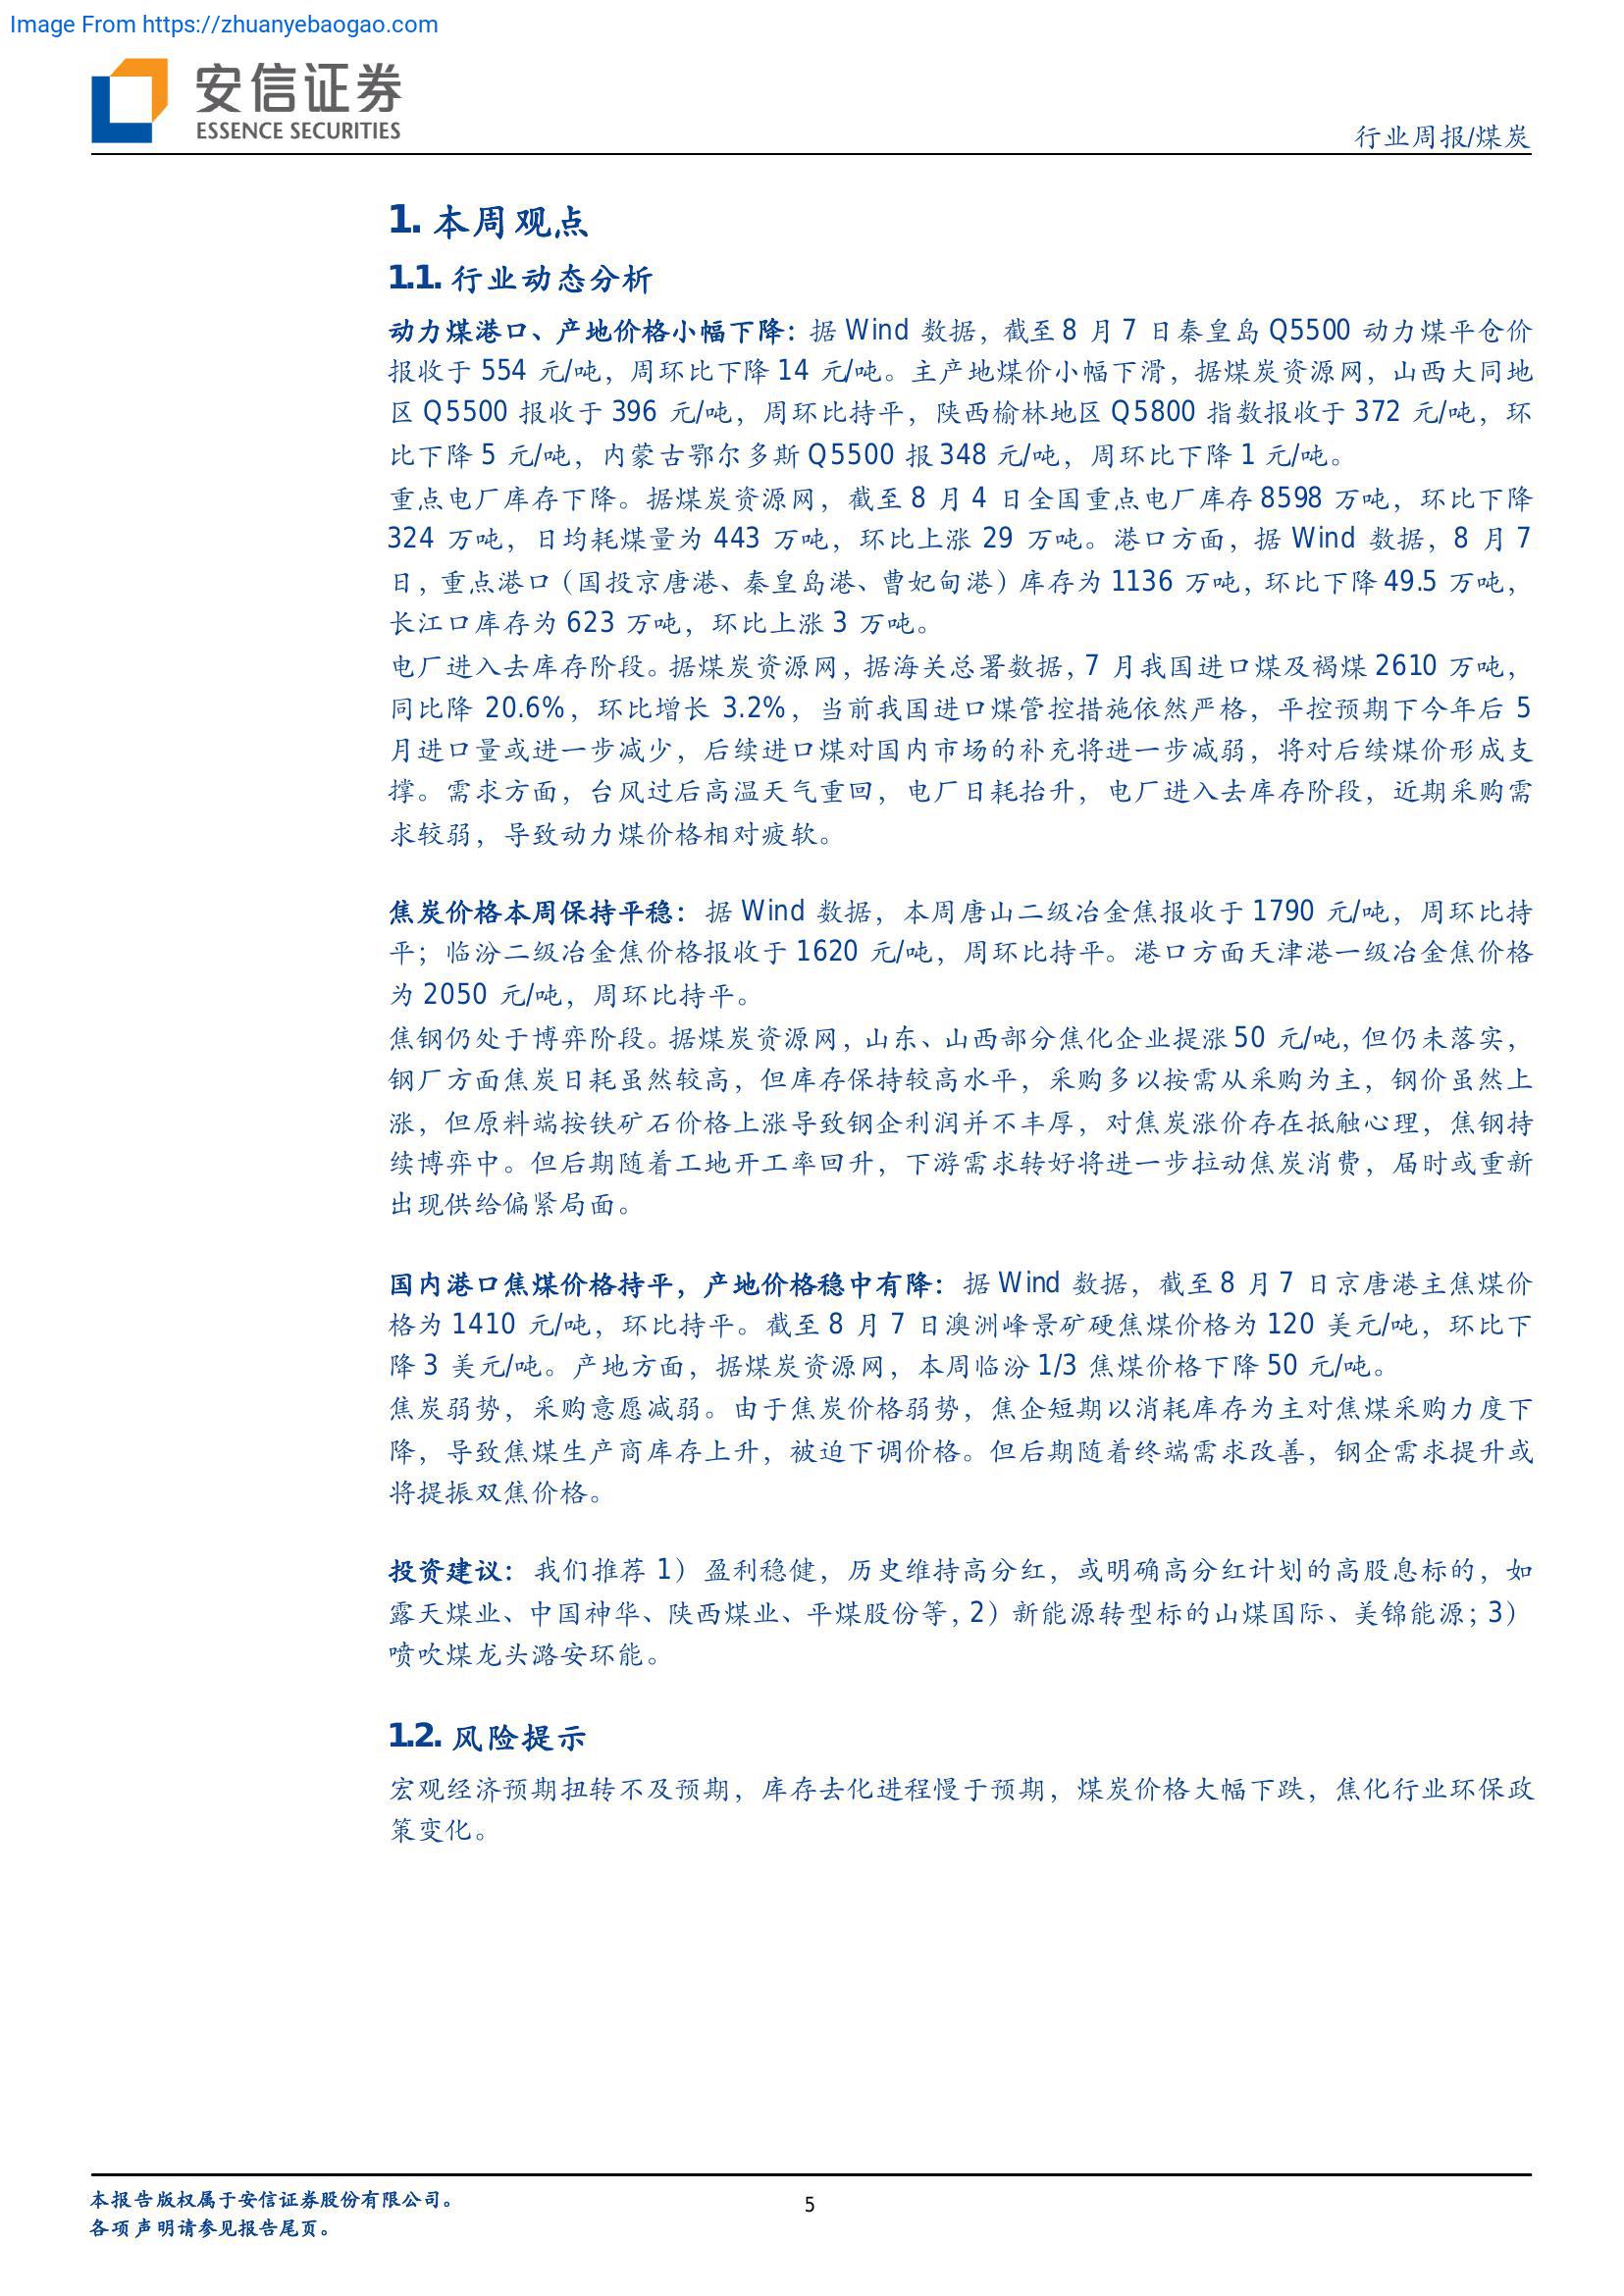 Image From https://zhuanyebaogao.com
安信证券
ESSENCE SECURITIES
行业周报/煤炭
1. 本周观点
1.1. 行业动态分析
动力煤港口、产地价格小幅下降：据 Wind 数据，截至 8 月 7 日秦皇岛 Q5500 动力煤平仓价
报收于 554 元/吨，周环比下降 14 元/吨。主产地煤价小幅下滑，据煤炭资源网，山西大同地
区 Q5500 报收于 396 元/吨，周环比持平，陕西榆林地区 Q5800 指数报收于 372 元/吨，环
比下降 5 元/吨，内蒙古鄂尔多斯 Q5500 报 348 元/吨，周环比下降 1 元/吨。
重点电厂库存下降。据煤炭资源网，截至 8 月 4 日全国重点电厂库存 8598 万吨，环比下降
324 万吨，日均耗煤量为 443 万吨，环比上涨 29 万吨。港口方面，据 Wind 数据，8 月 7
日，重点港口（国投京唐港、秦皇岛港、曹妃甸港）库存为 1136 万吨，环比下降 49.5 万吨，
长江口库存为 623 万吨，环比上涨 3 万吨。
电厂进入去库存阶段。据煤炭资源网，据海关总署数据，7 月我国进口煤及褐煤 2610 万吨，
同比降 20.6%，环比增长 3.2%，当前我国进口煤管控措施依然严格，平控预期下今年后 5
月进口量或进一步减少，后续进口煤对国内市场的补充将进一步减弱，将对后续煤价形成支
撑。需求方面，台风过后高温天气重回，电厂日耗抬升，电厂进入去库存阶段，近期采购需
求较弱，导致动力煤价格相对疲软。
焦炭价格本周保持平稳：据 Wind 数据，本周唐山二级冶金焦报收于 1790 元/吨，周环比持
平；临汾二级冶金焦价格报收于 1620 元/吨，周环比持平。港口方面天津港一级冶金焦价格
为 2050 元/吨，周环比持平。
焦钢仍处于博弈阶段。据煤炭资源网，山东、山西部分焦化企业提涨 50 元/吨，但仍未落实，
钢厂方面焦炭日耗虽然较高，但库存保持较高水平，采购多以按需从采购为主，钢价虽然上
涨，但原料端按铁矿石价格上涨导致钢企利润并不丰厚，对焦炭涨价存在抵触心理，焦钢持
续博弈中。但后期随着工地开工率回升，下游需求转好将进一步拉动焦炭消费，届时或重新
出现供给偏紧局面。
国内港口焦煤价格持平，产地价格稳中有降：据 Wind 数据，截至 8 月 7 日京唐港主焦煤价
格为 1410 元/吨，环比持平。截至 8 月 7 日澳洲峰景矿硬焦煤价格为 120 美元/吨，环比下
降 3 美元/吨。产地方面，据煤炭资源网，本周临汾 1/3 焦煤价格下降 50 元/吨。
焦炭弱势，采购意愿减弱。由于焦炭价格弱势，焦企短期以消耗库存为主对焦煤采购力度下
降，导致焦煤生产商库存上升，被迫下调价格。但后期随着终端需求改善，钢企需求提升或
将提振双焦价格。
投资建议：我们推荐 1）盈利稳健，历史维持高分红，或明确高分红计划的高股息标的，如
露天煤业、中国神华、陕西煤业、平煤股份等，2）新能源转型标的山煤国际、美锦能源；3）
喷吹煤龙头潞安环能。
1.2. 风险提示
宏观经济预期扭转不及预期，库存去化进程慢于预期，煤炭价格大幅下跌，焦化行业环保政
策变化。
本报告版权属于安信证券股份有限公司。
5
各项声明请参见报告尾页。